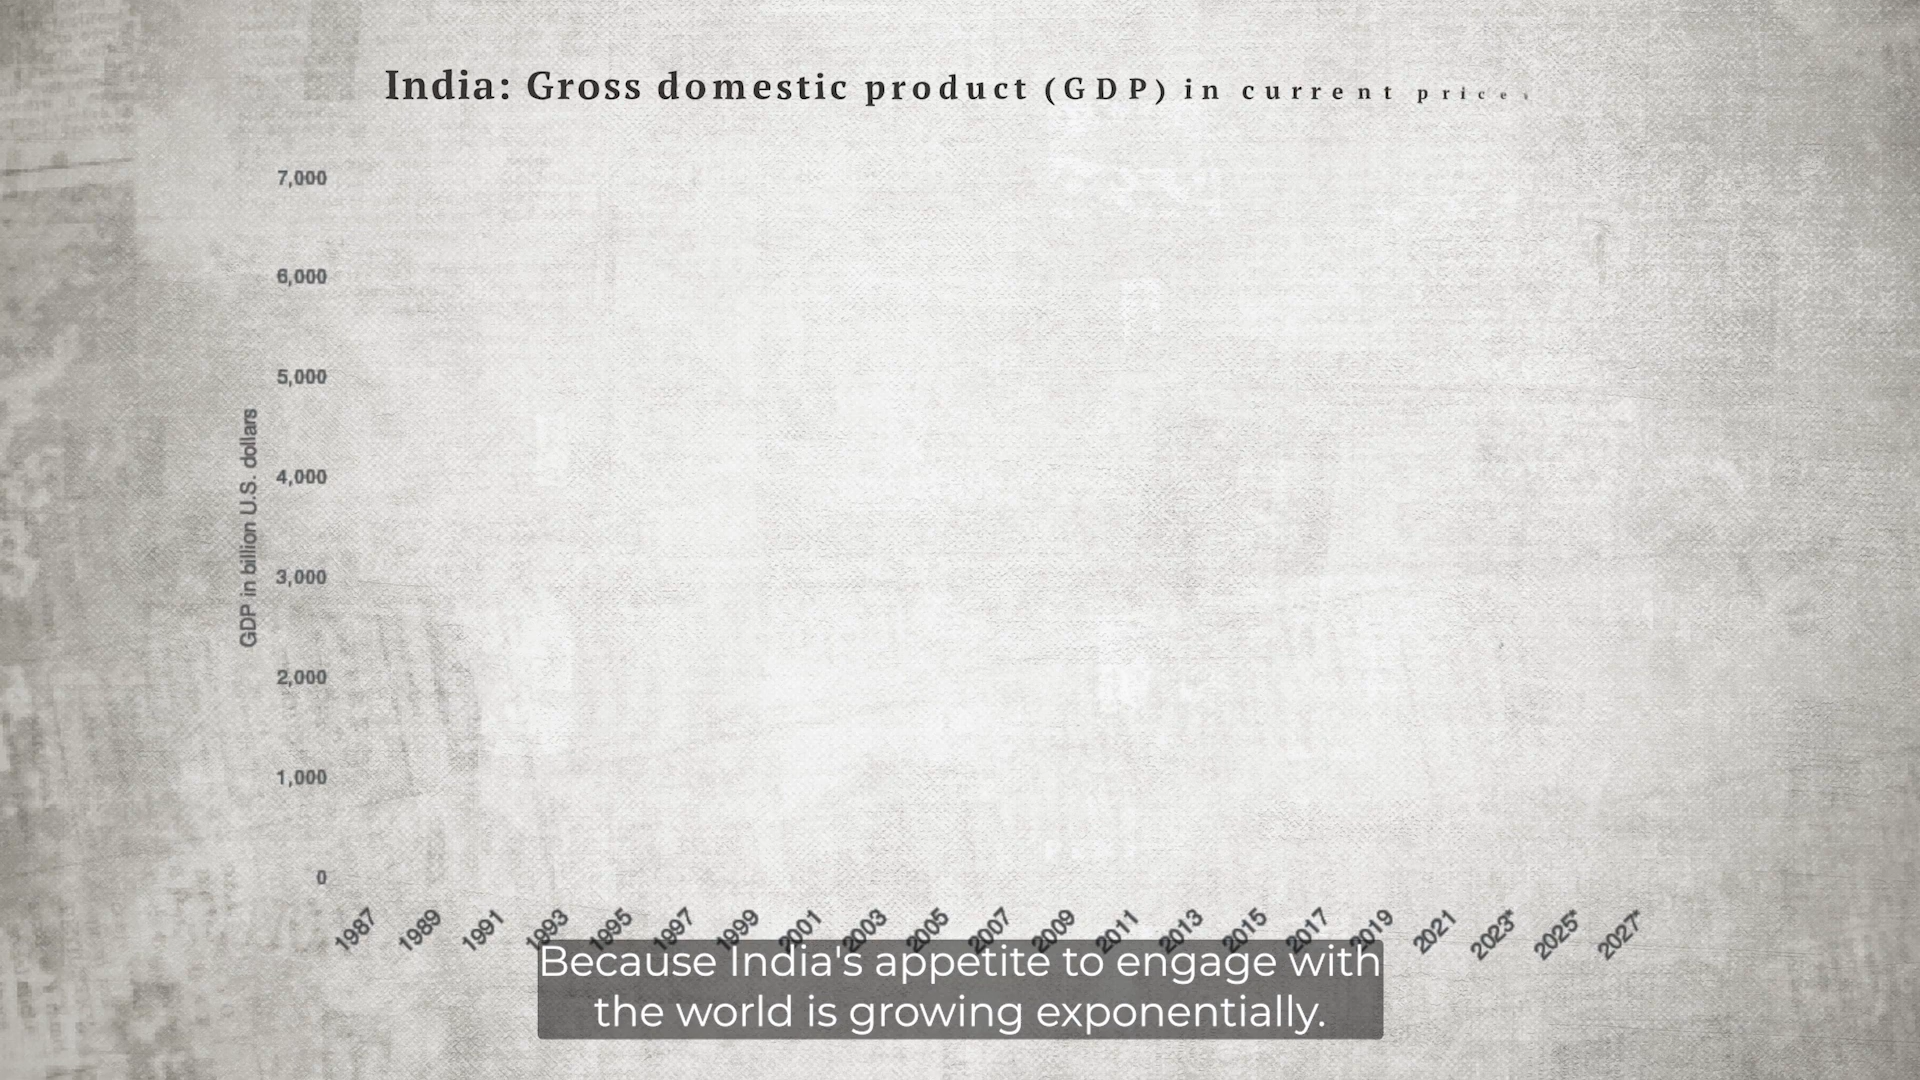 India: Gross domestic product (GDP) in current prices
7,000
6,000
5,000
4,000
3,000
2,000
1,000
0
GDP in billion U.S. dollars
1987 1989 1991 1993 1995 1997 1999 2001 2003 2005 2007 2009 2011 2013 2015 2017 2019 2021 2023* 2025* 2027*
Because India's appetite to engage with
the world is growing exponentially.